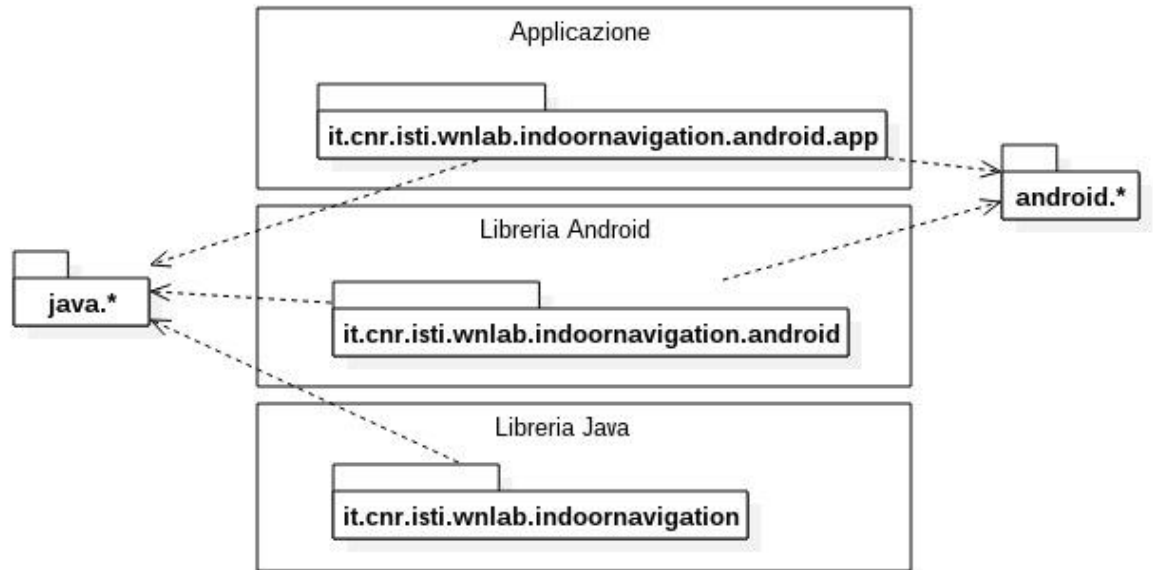 Applicazione
it.cnr.isti.wnlab.indoornavigation.android.app
android.*
Libreria Android
java.*
it.cnr.isti.wnlab.indoornavigation.android
Libreria Java
it.cnr.isti.wnlab.indoornavigation